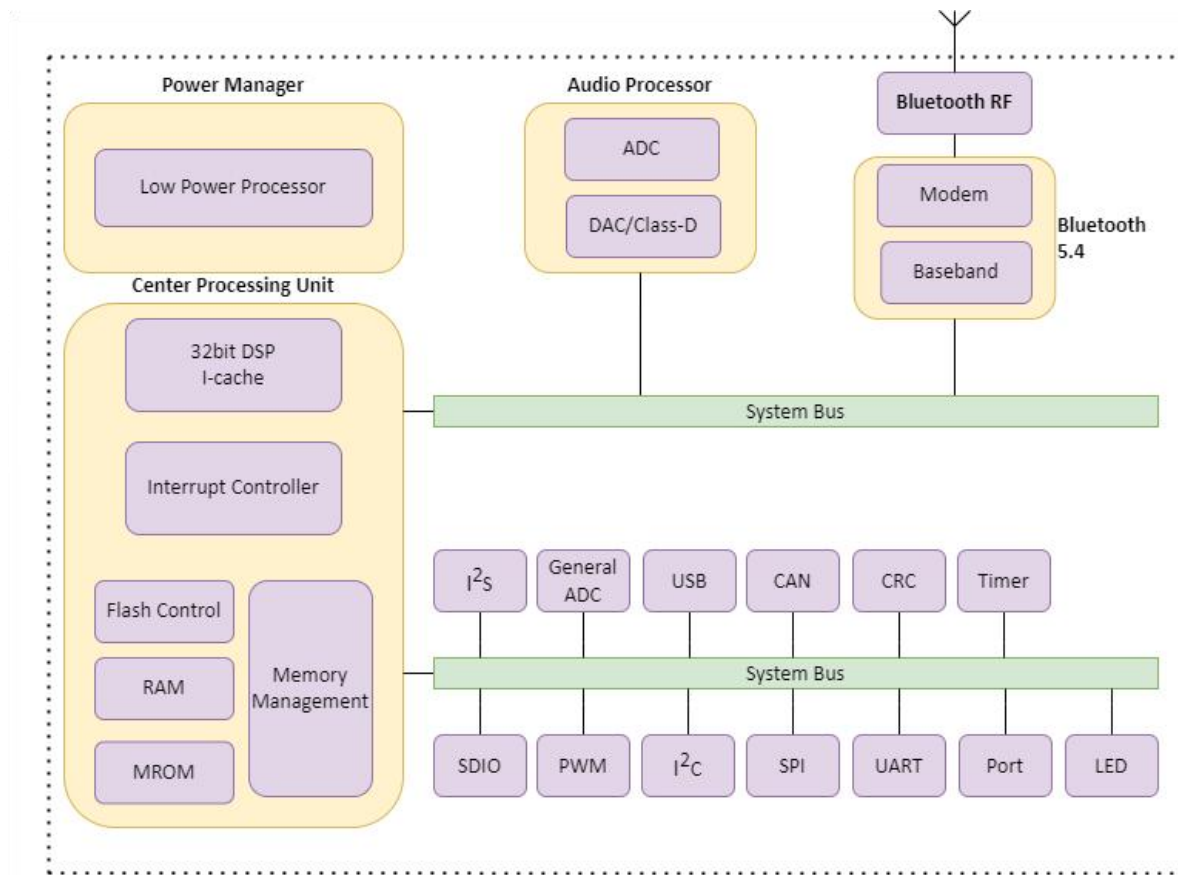 Power Manager
Low Power Processor
Audio Processor
ADC
DAC/Class-D
Bluetooth RF
Modem
Baseband
Bluetooth
5.4
Center Processing Unit
32bit DSP
I-cache
Interrupt Controller
Flash Control
RAM
MROM
Memory
Management
System Bus
I²S
General
ADC
USB
CAN
CRC
Timer
System Bus
SDIO
PWM
I²C
SPI
UART
Port
LED